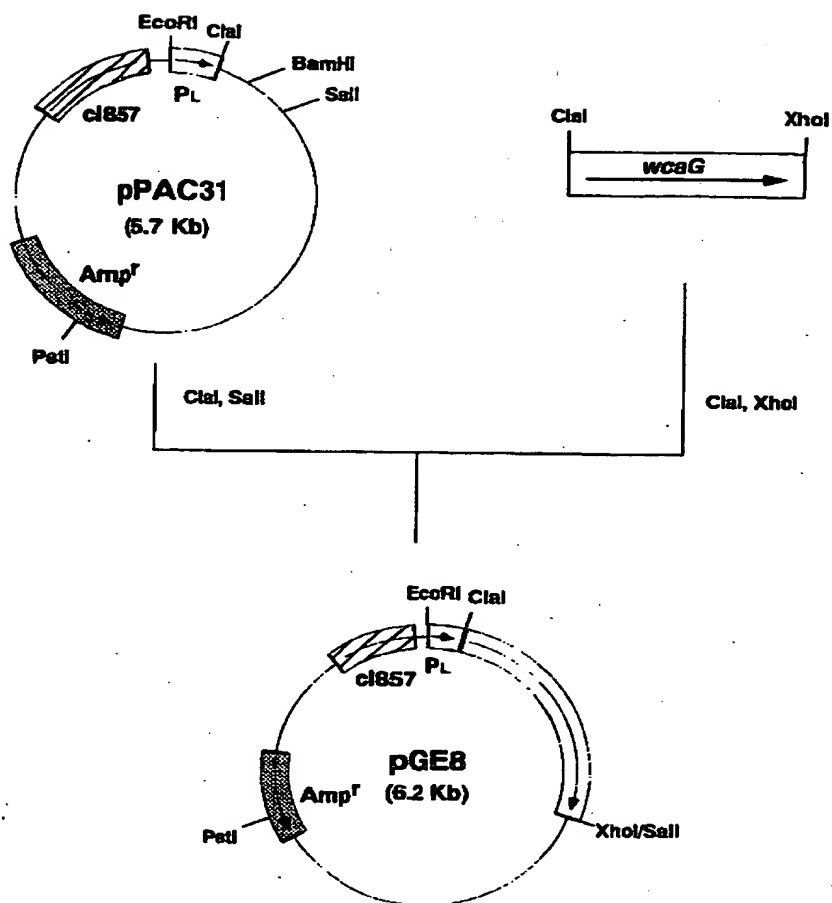 EcoRI
ClaI
BamHI
SalI
cI857
PL
pPAC31
(5.7 Kb)
Ampr
PstI
ClaI
XhoI
wcaG
ClaI, SalI
ClaI, XhoI
EcoRI ClaI
cI857
PL
pGE8
(6.2 Kb)
Ampr
PstI
XhoI/SalI